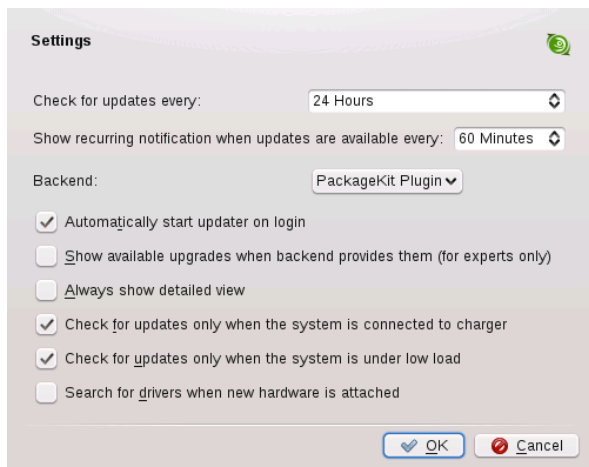 Settings
Check for updates every: 24 Hours
Show recurring notification when updates are available every: 60 Minutes
Backend: PackageKit Plugin
Automatically start updater on login
Show available upgrades when backend provides them (for experts only)
Always show detailed view
Check for updates only when the system is connected to charger
Check for updates only when the system is under low load
Search for drivers when new hardware is attached
OK Cancel